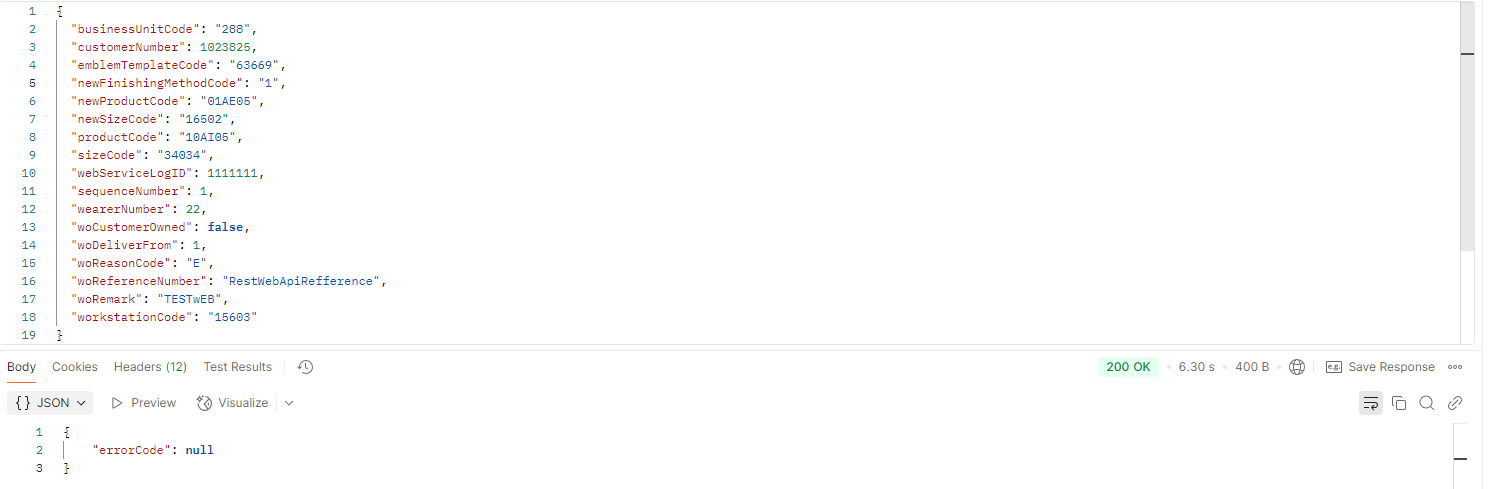 1 {
2 "businessUnitCode": "288",
3 "customerNumber": 1023825,
4 "emblemTemplateCode": "63669",
5 "newFinishingMethodCode": "1",
6 "newProductCode": "01AE05",
7 "newSizeCode": "16502",
8 "productCode": "10AI05",
9 "sizeCode": "34034",
10 "webServiceLogID": 1111111,
11 "sequenceNumber": 1,
12 "wearerNumber": 22,
13 "woCustomerOwned": false,
14 "woDeliverFrom": 1,
15 "woReasonCode": "E",
16 "woReferenceNumber": "RestWebApiRefference",
17 "woRemark": "TESTwEB",
18 "workstationCode": "15603"
19 }
Body Cookies Headers (12) Test Results 200 OK • 6.30 s • 400 B • e.g. Save Response
{} JSON Preview Visualize
1 {
2 "errorCode": null
3 }